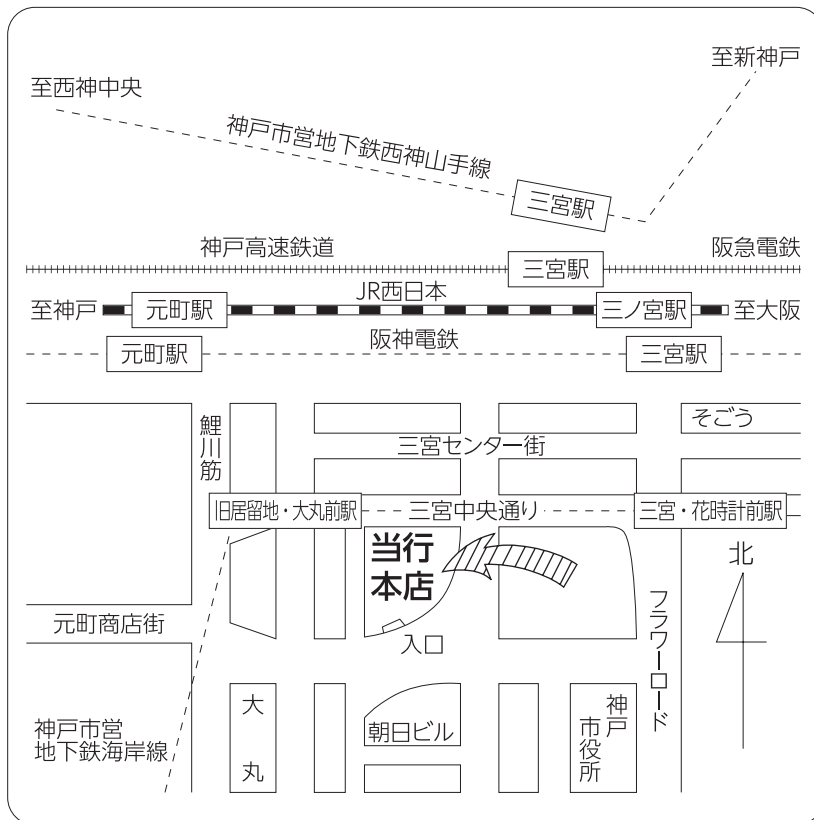 至新神戸
至西神中央
神戸市営地下鉄西神山手線
三宮駅
神戸高速鉄道
阪急電鉄
三宮駅
JR西日本
至神戸
元町駅
三ノ宮駅
至大阪
阪神電鉄
元町駅
三宮駅
そごう
鯉川筋
三宮センター街
旧居留地・大丸前駅
三宮中央通り
三宮・花時計前駅
当行
本店
北
フラワーロード
元町商店街
入口
大丸
神戸
市役所
朝日ビル
神戸市営
地下鉄海岸線